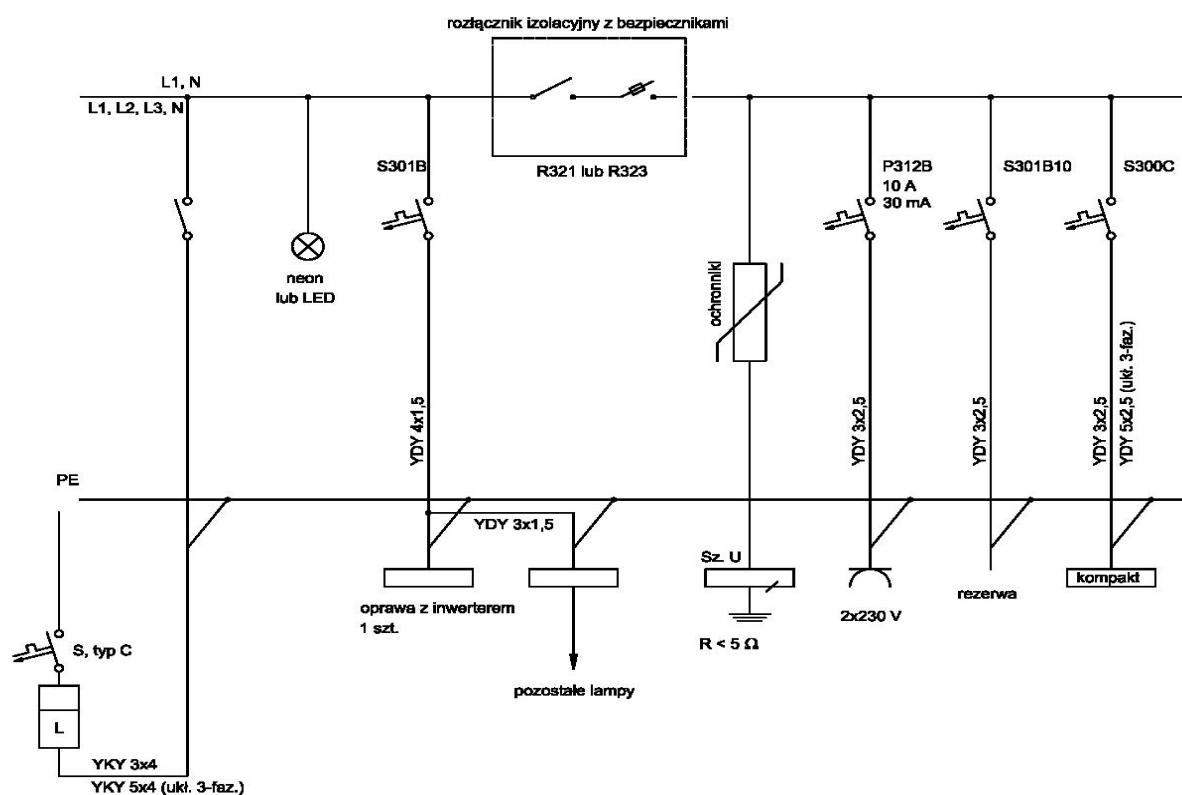 rozłącznik izolacyjny z bezpiecznikami
L1, N
L1, L2, L3, N
S301B
R321 lub R323
P312B
10 A
30 mA
S301B10
S300C
neon
lub LED
ochronniki
YDY 4x1,5
YDY 3x2,5
YDY 3x2,5
YDY 3x2,5
YDY 5x2,5 (ukł. 3-faz.)
PE
YDY 3x1,5
Sz. U
kompakt
oprawa z inwerterem
1 szt.
2x230 V
rezerwa
R < 5 Ω
S, typ C
pozostałe lampy
L
YKY 3x4
YKY 5x4 (ukł. 3-faz.)